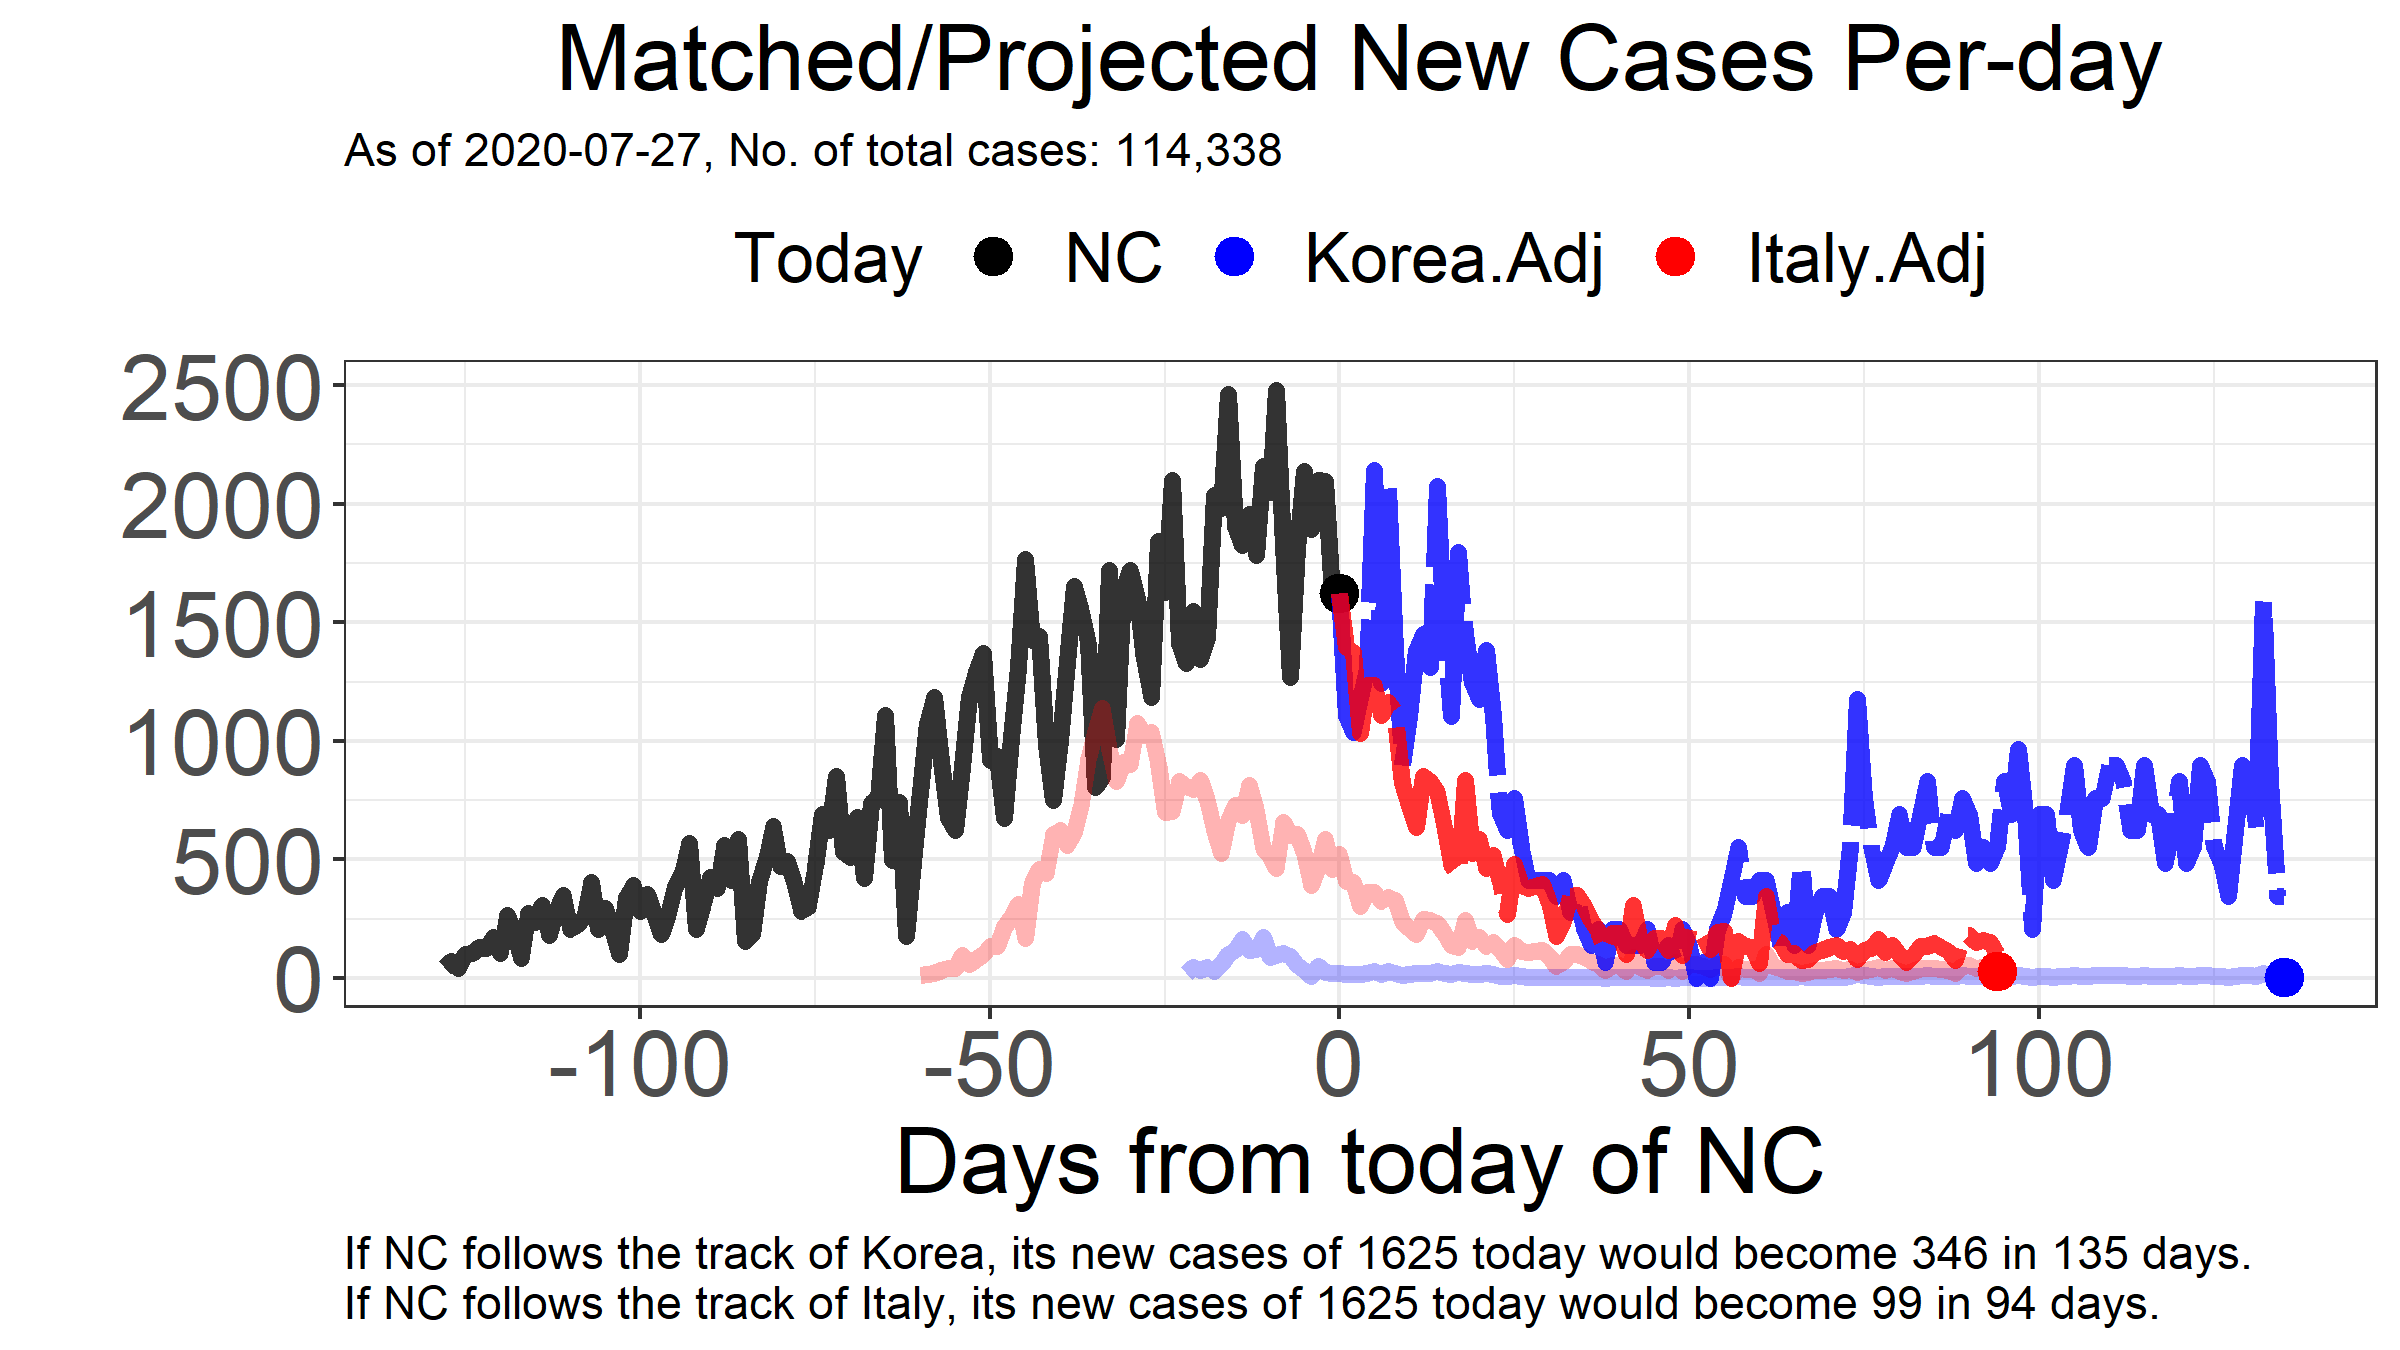 Matched/Projected New Cases Per-day
As of 2020-07-27, No. of total cases: 114,338
Today NC Korea.Adj Italy.Adj
2500
2000
1500
1000
500
0
-100 -50 0 50 100
Days from today of NC
If NC follows the track of Korea, its new cases of 1625 today would become 346 in 135 days.
If NC follows the track of Italy, its new cases of 1625 today would become 99 in 94 days.